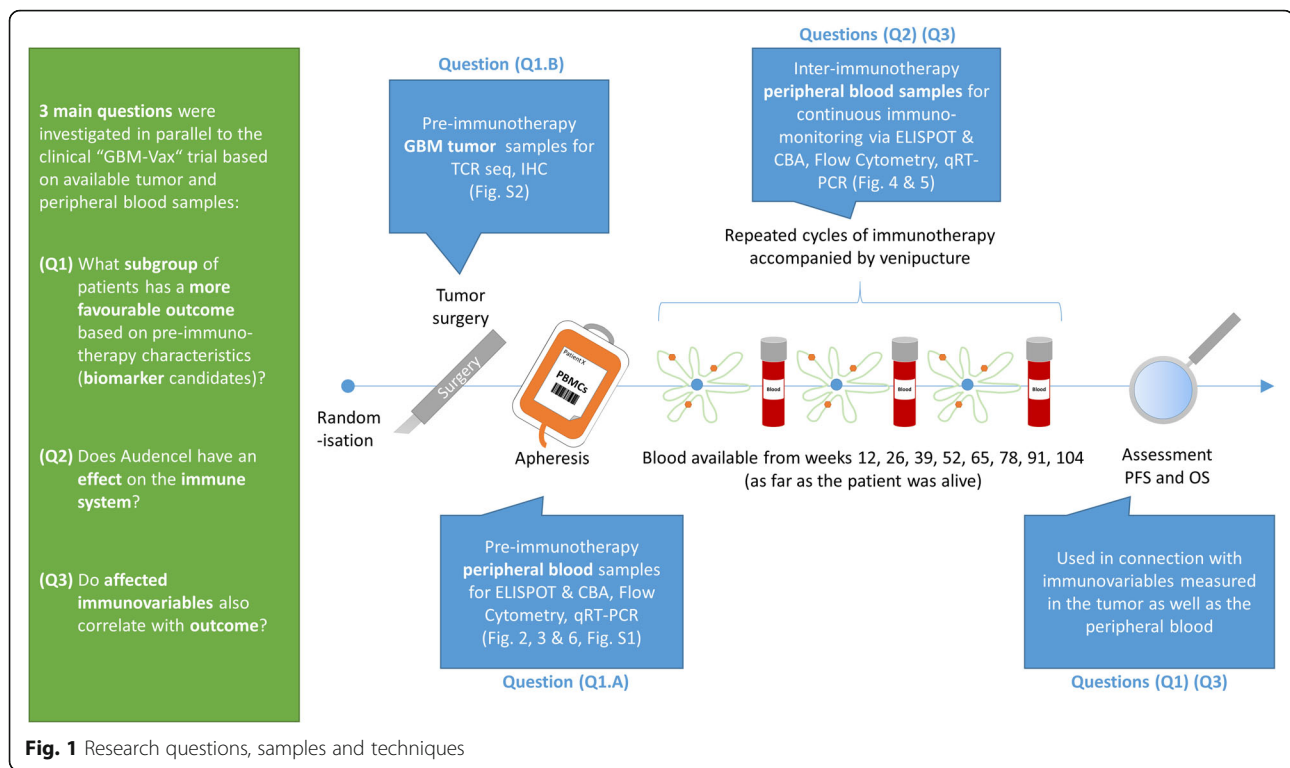 3 main questions were
investigated in parallel to the
clinical “GBM-Vax“ trial based
on available tumor and
peripheral blood samples:
(Q1) What subgroup of
patients has a more
favourable outcome
based on pre-immuno-
therapy characteristics
(biomarker candidates)?
(Q2) Does Audencel have an
effect on the immune
system?
(Q3) Do affected
immunovariables also
correlate with outcome?
Question (Q1.B)
Pre-immunotherapy
GBM tumor samples for
TCR seq, IHC
(Fig. S2)
Questions (Q2) (Q3)
Inter-immunotherapy
peripheral blood samples for
continuous immuno-
monitoring via ELISPOT &
CBA, Flow Cytometry, qRT-
PCR (Fig. 4 & 5)
Repeated cycles of immunotherapy
accompanied by venipucture
Tumor
surgery
Random
-isation
Surgery
Patient X
PBMCs
Apheresis
Blood
Blood
Blood
Blood available from weeks 12, 26, 39, 52, 65, 78, 91, 104
(as far as the patient was alive)
Assessment
PFS and OS
Pre-immunotherapy
peripheral blood samples
for ELISPOT & CBA, Flow
Cytometry, qRT-PCR
(Fig. 2, 3 & 6, Fig. S1)
Question (Q1.A)
Used in connection with
immunovariables measured
in the tumor as well as the
peripheral blood
Questions (Q1) (Q3)
Fig. 1 Research questions, samples and techniques